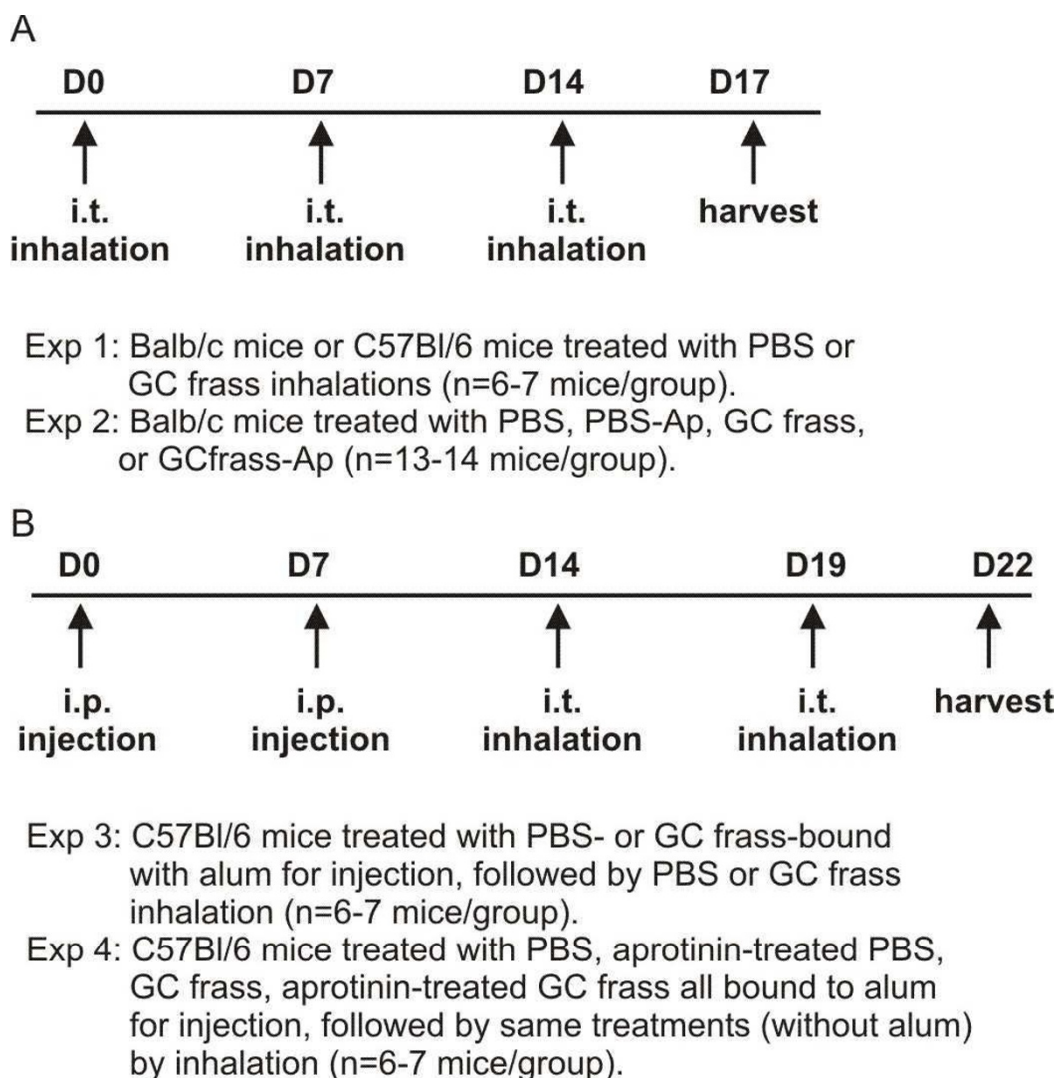 A
D0 D7 D14 D17
i.t. i.t. i.t. harvest
inhalation inhalation inhalation
Exp 1: Balb/c mice or C57Bl/6 mice treated with PBS or
GC frass inhalations (n=6-7 mice/group).
Exp 2: Balb/c mice treated with PBS, PBS-Ap, GC frass,
or GCfrass-Ap (n=13-14 mice/group).
B
D0 D7 D14 D19 D22
i.p. i.p. i.t. i.t. harvest
injection injection inhalation inhalation
Exp 3: C57Bl/6 mice treated with PBS- or GC frass-bound
with alum for injection, followed by PBS or GC frass
inhalation (n=6-7 mice/group).
Exp 4: C57Bl/6 mice treated with PBS, aprotinin-treated PBS,
GC frass, aprotinin-treated GC frass all bound to alum
for injection, followed by same treatments (without alum)
by inhalation (n=6-7 mice/group).